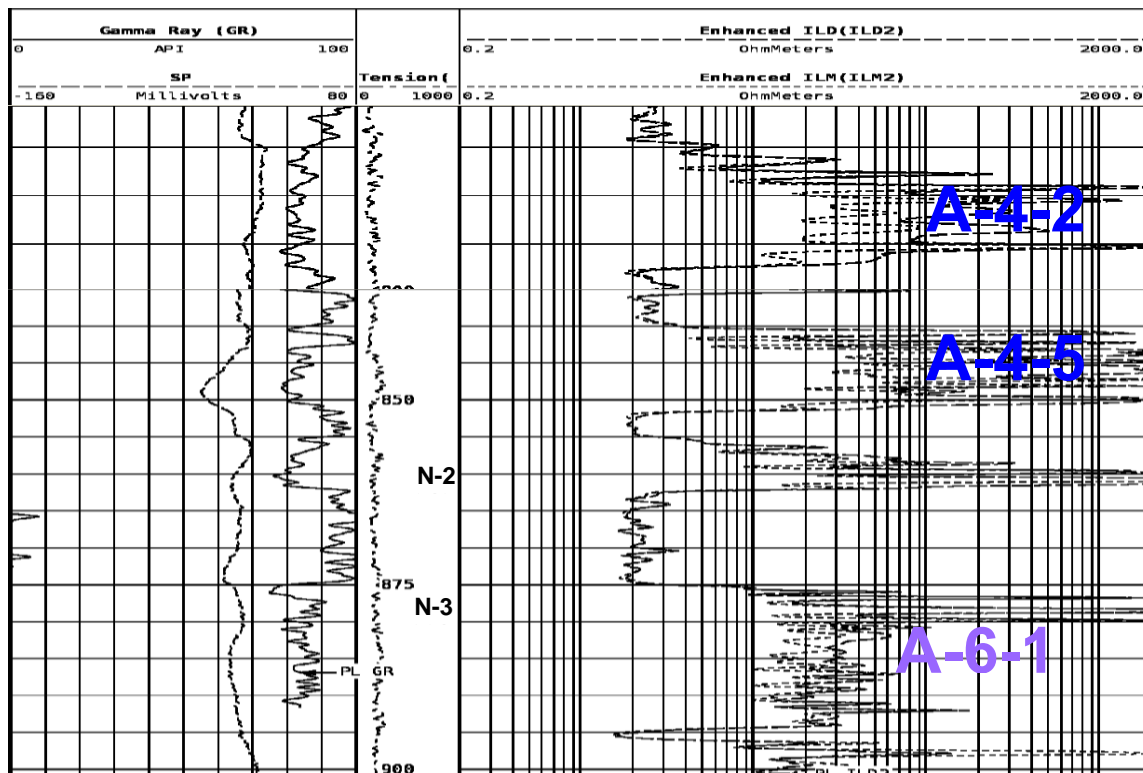 Gamma Ray (GR)
0 API 100
SP Tension(
-160 Millivolts 80 0 1000
Enhanced ILD(ILD2)
0.2 OhmMeters 2000.0
Enhanced ILM(ILM2)
0.2 OhmMeters 2000.0
A-4-2
A-4-5
850
N-2
875
N-3
A-6-1
PL GR
900